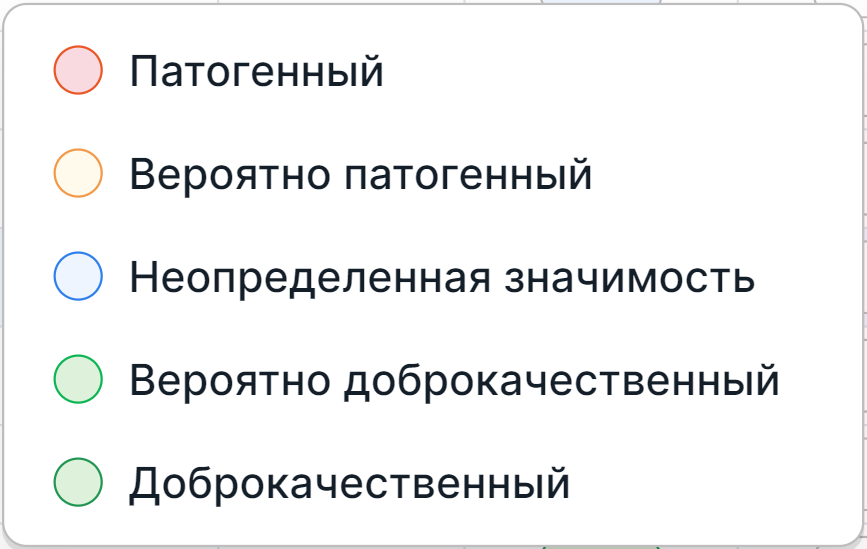 Патогенный
Вероятно патогенный
Неопределенная значимость
Вероятно доброкачественный
Доброкачественный